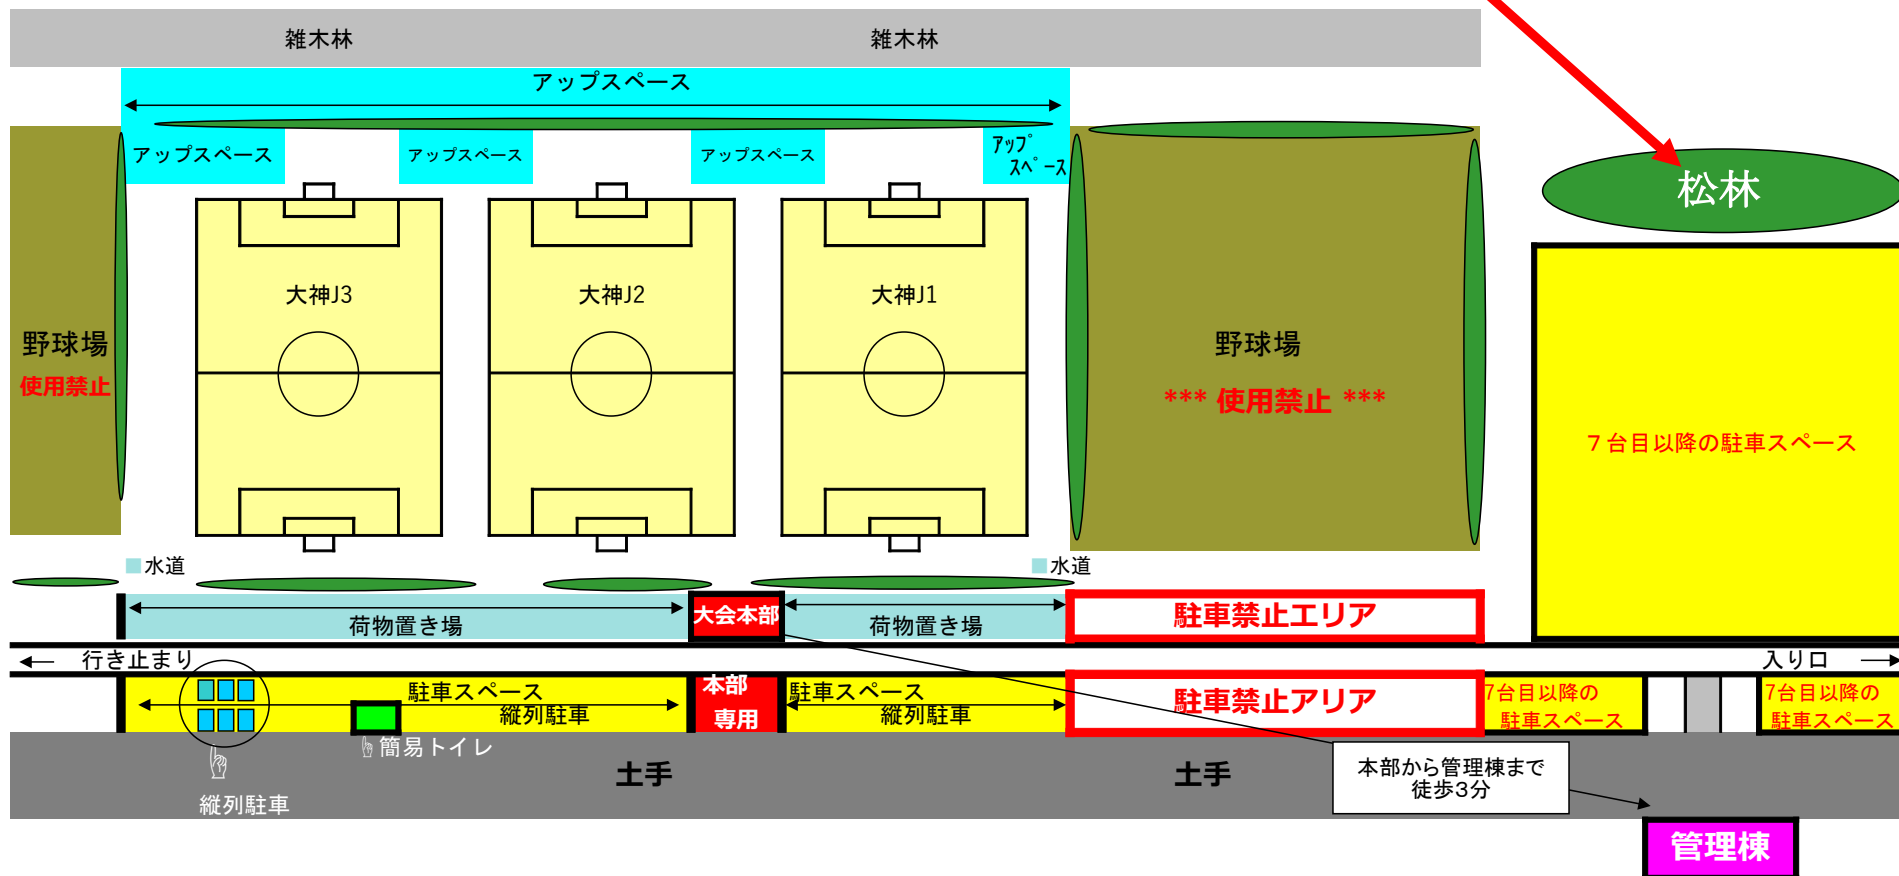 雑木林
雑木林
アップスペース
アップスペース
アップスペース
アップスペース
アップ
スペース
松林
大神J3
大神J2
大神J1
野球場
使用禁止
野球場
*** 使用禁止 ***
７台目以降の駐車スペース
水道
水道
荷物置き場
大会本部
荷物置き場
駐車禁止エリア
行き止まり
入り口
駐車スペース
縦列駐車
本部
専用
駐車スペース
縦列駐車
駐車禁止アリア
7台目以降の
駐車スペース
7台目以降の
駐車スペース
☝簡易トイレ
☝
縦列駐車
土手
土手
本部から管理棟まで
徒歩3分
管理棟